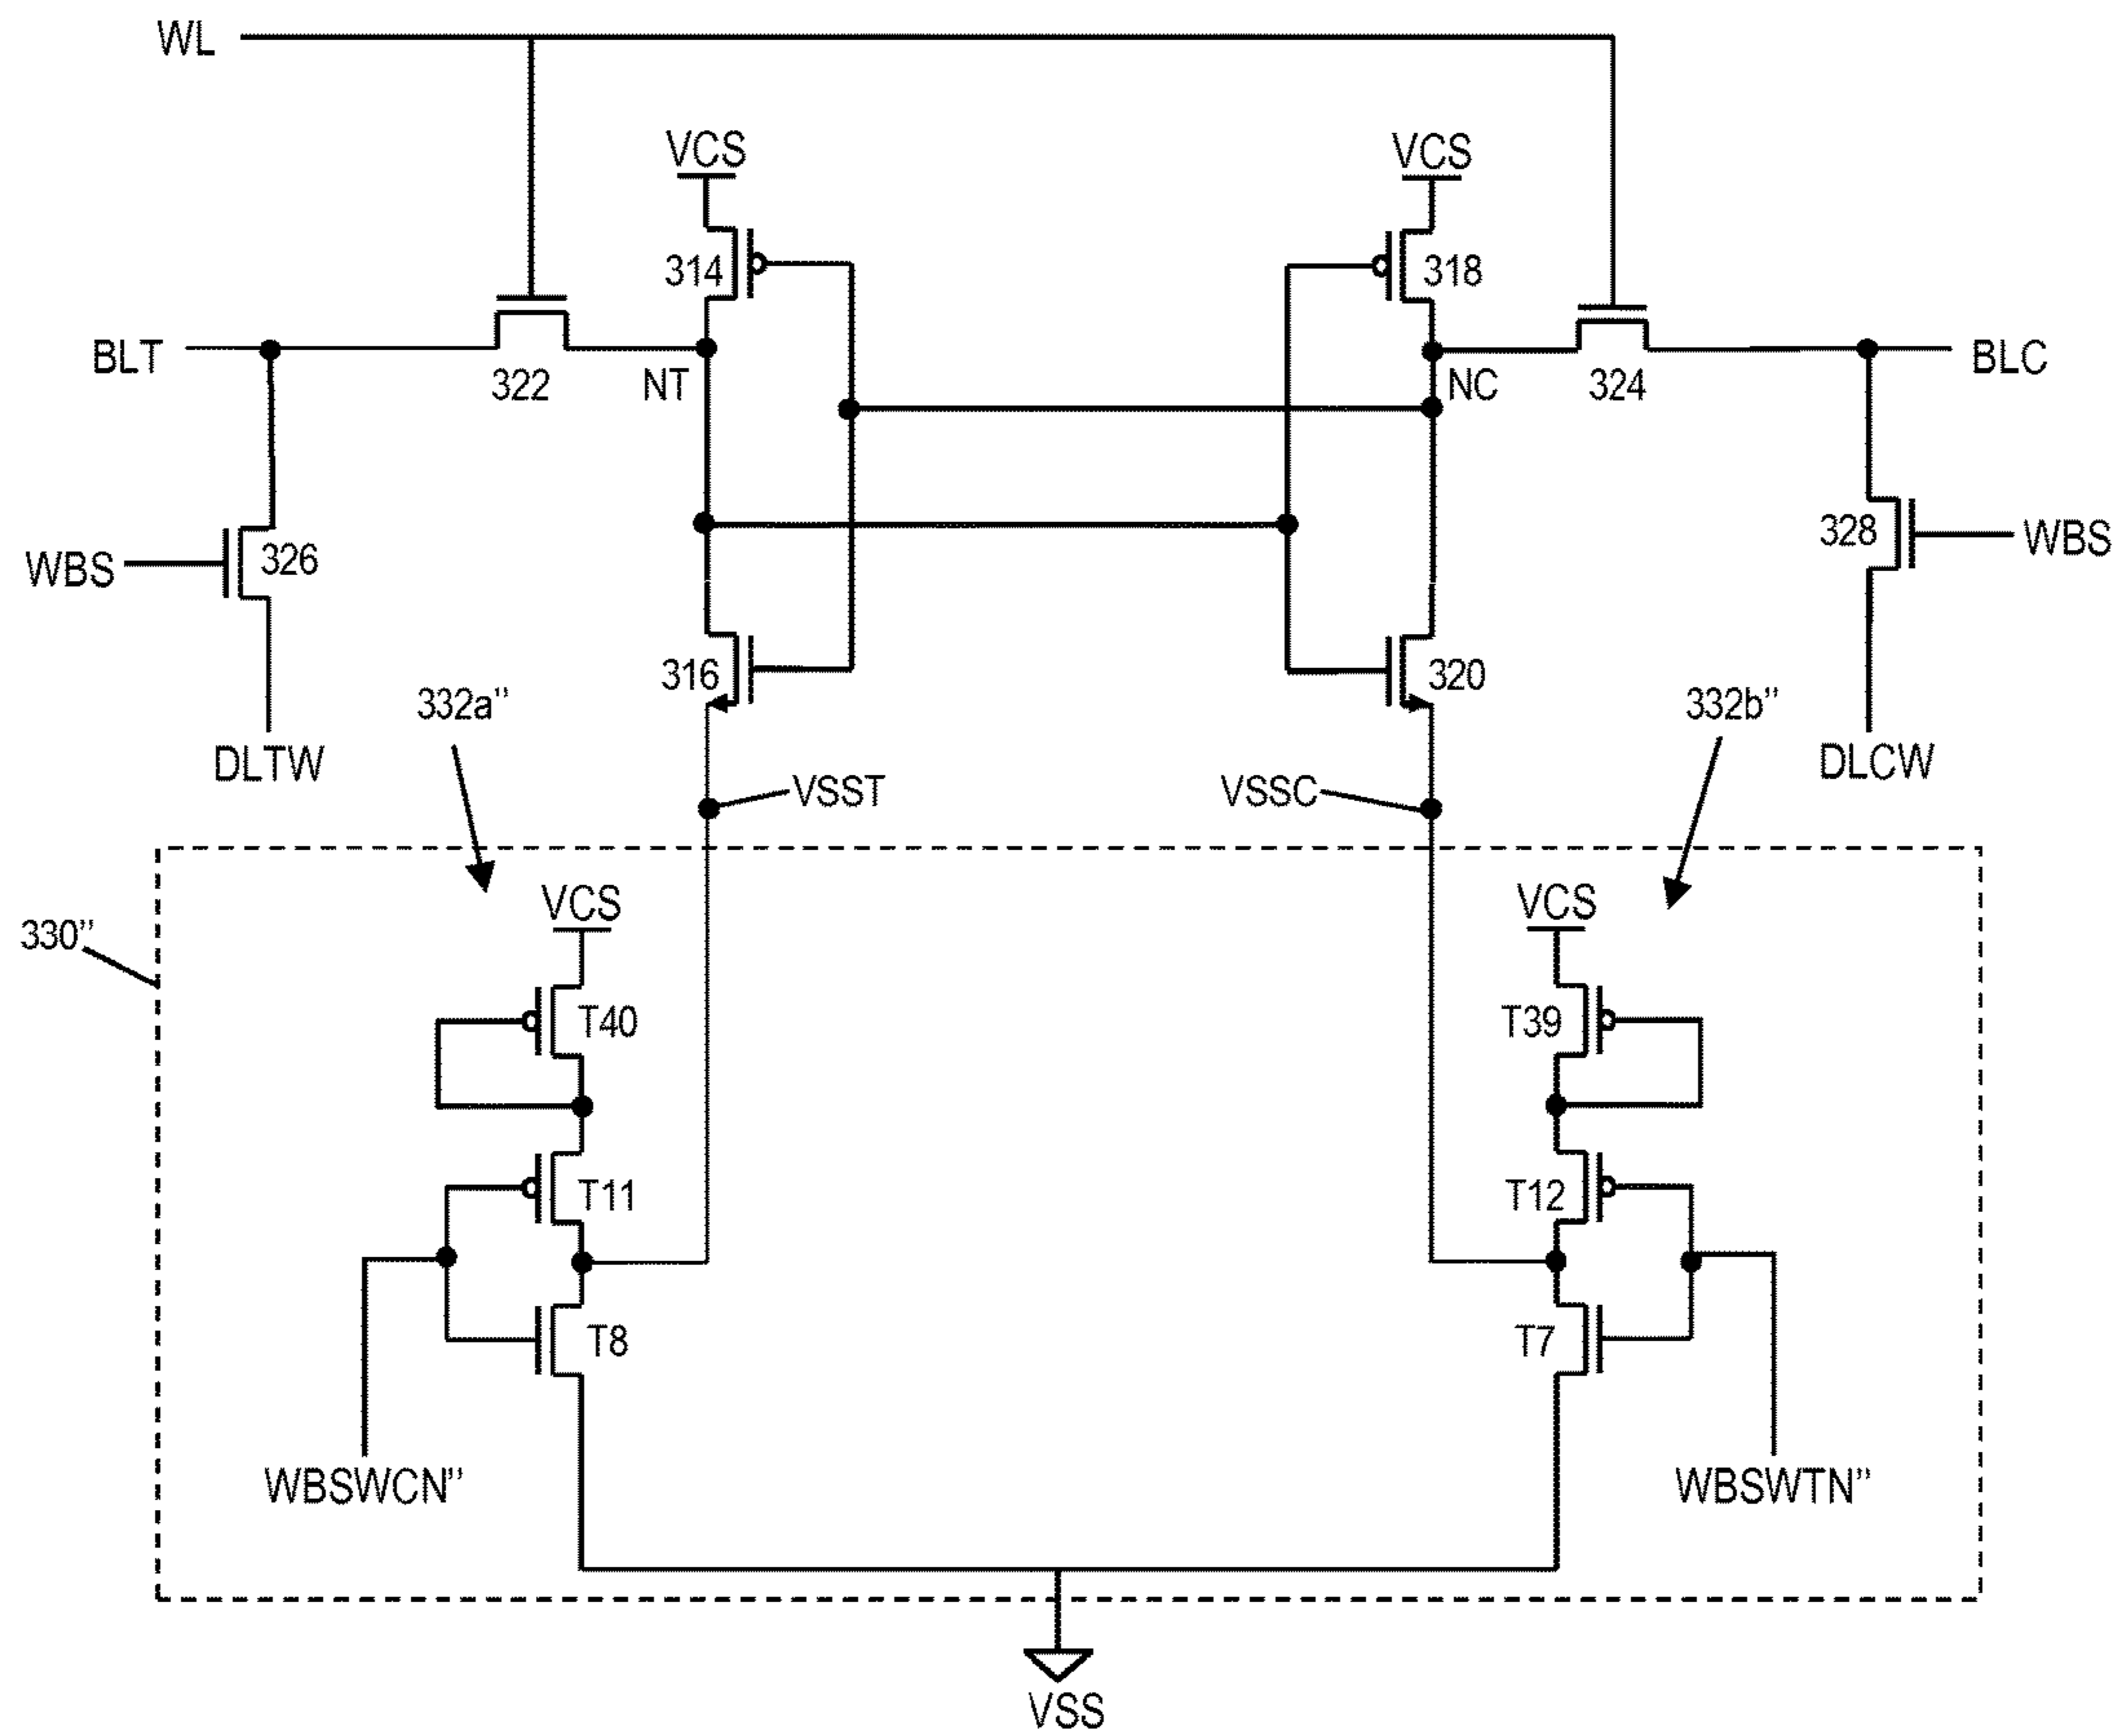 WL
VCS
VCS
314
318
BLT
322
NT
NC
324
BLC
WBS
326
328
WBS
316
320
332a”
332b”
DLTW
VSST
VSSC
DLCW
330”
VCS
VCS
T40
T39
T11
T12
T8
T7
WBSWCN”
WBSWTN”
VSS